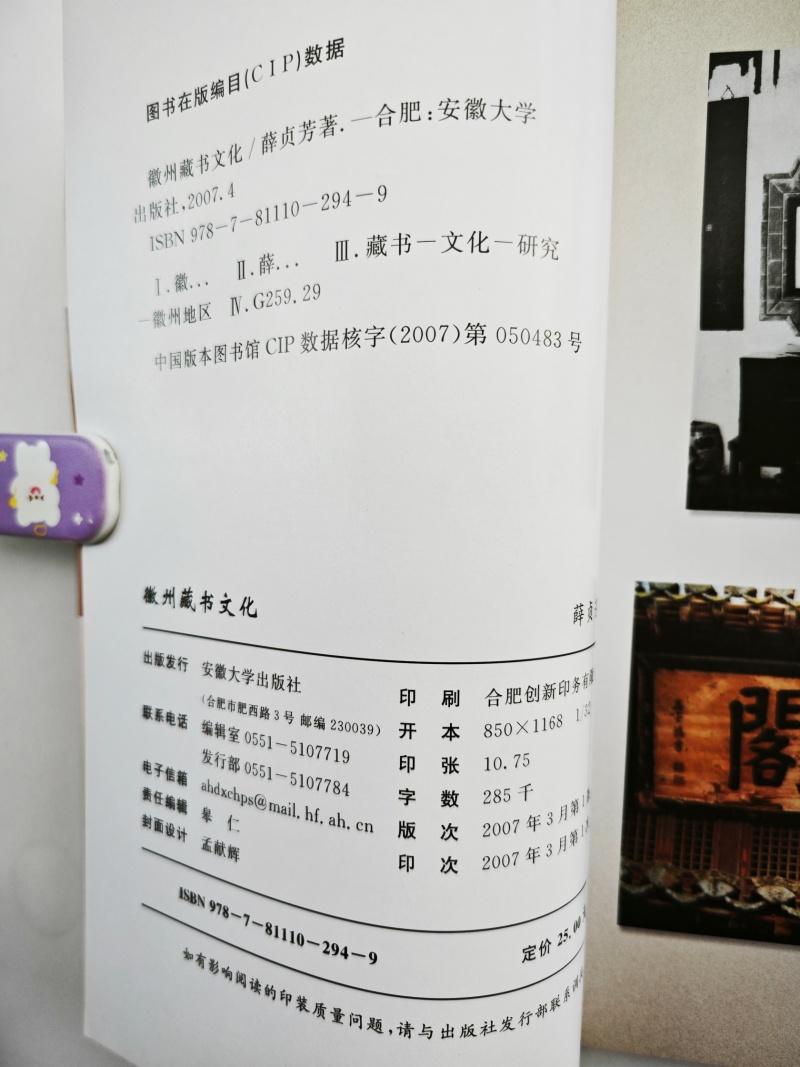 图书在版编目(CIP)数据
徽州藏书文化/薛贞芳著.—合肥:安徽大学
出版社,2007.4
ISBN 978-7-81110-294-9
Ⅰ.徽... Ⅱ.薛... Ⅲ.藏书-文化-研究
-徽州地区 Ⅳ.G259.29
中国版本图书馆CIP数据核字(2007)第050483号
徽州藏书文化 薛贞
出版发行 安徽大学出版社
(合肥市肥西路3号 邮编230039)
联系电话 编辑室 0551-5107719
发行部 0551-5107784
电子信箱 ahdxchps@mail.hf.ah.cn
责任编辑 皋 仁
封面设计 孟献辉
印 刷 合肥创新印务有限
开 本 850×1168 1/32
印 张 10.75
字 数 285千
版 次 2007年3月第1
印 次 2007年3月第1
ISBN 978-7-81110-294-9 定价 25.00
如有影响阅读的印装质量问题,请与出版社发行部联系
閣